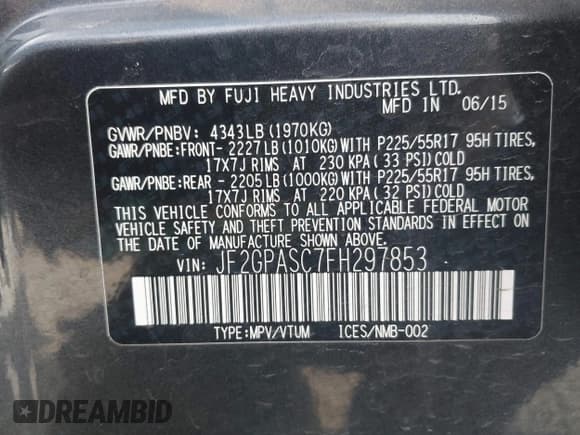 MFD BY FUJI HEAVY INDUSTRIES LTD.
MFD IN 06/15
GVWR/PNBV: 4343LB(1970KG)
GAWR/PNBE:FRONT- 2227LB(1010KG)WITH P225/55R17 95H TIRES,
17X7J RIMS AT 230 KPA( 33 PSI)COLD
GAWR/PNBE:REAR - 2205LB(1000KG)WITH P225/55R17 95H TIRES,
17X7J RIMS AT 220 KPA( 32 PSI)COLD
THIS VEHICLE CONFORMS TO ALL APPLICABLE FEDERAL MOTOR
VEHICLE SAFETY AND THEFT PREVENTION STANDARDS IN EFFECT ON
THE DATE OF MANUFACTURE SHOWN ABOVE.
VIN: JF2GPASC7FH297853
TYPE:MPV/VTUM ICES/NMB-002
DREAMBID